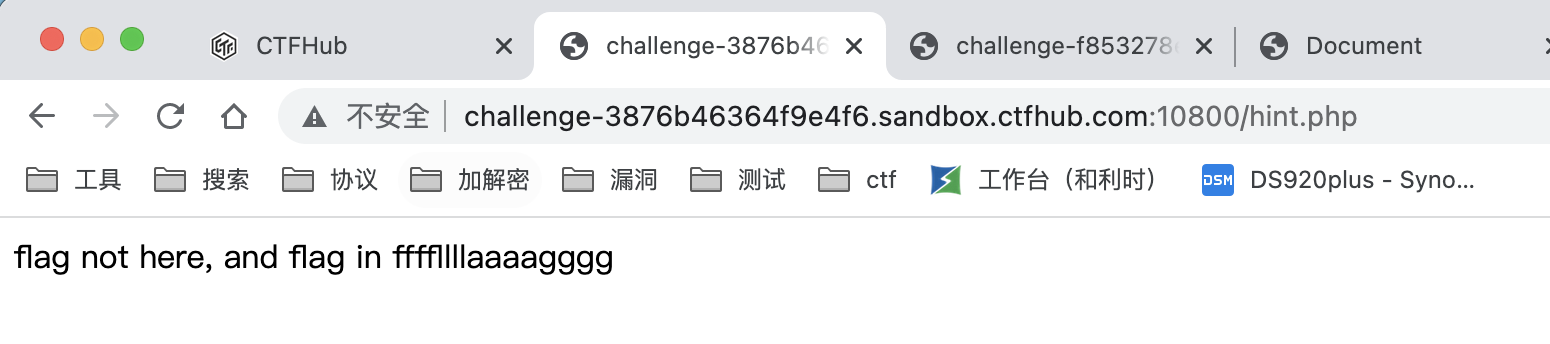 CTFHub challenge-3876b46 challenge-f853278 Document
不安全 challenge-3876b46364f9e4f6.sandbox.ctfhub.com:10800/hint.php
工具 搜索 协议 加解密 漏洞 测试 ctf 工作台（和利时） DSM DS920plus - Syno...
flag not here, and flag in ffffllllaaaagggg